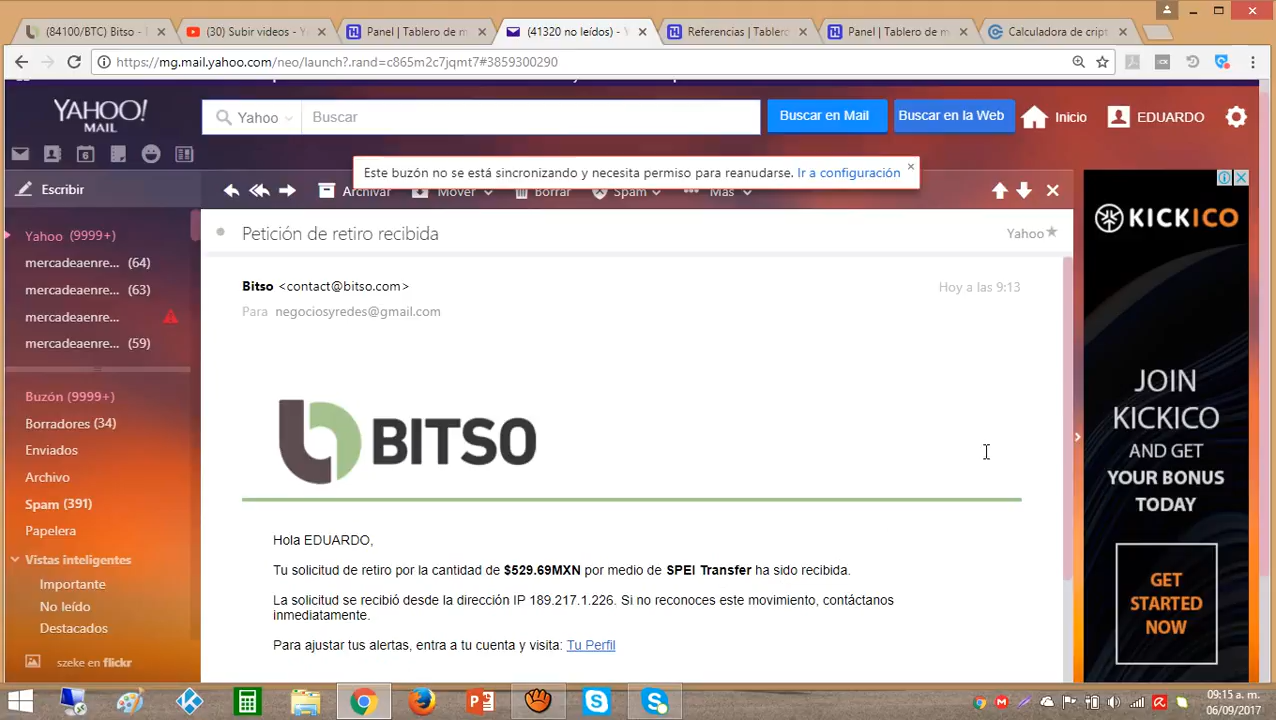 (84100/BTC) Bitso -
(30) Subir videos - Y
Panel | Tablero de m
(41320 no leídos) -
Referencias | Tablero
Panel | Tablero de m
Calculadora de cript
https://mg.mail.yahoo.com/neo/launch?.rand=c865m2c7jqmt7#3859300290
YAHOO!
MAIL
Yahoo
Buscar
Buscar en Mail
Buscar en la Web
Inicio
EDUARDO
6
Este buzón no se está sincronizando y necesita permiso para reanudarse. Ir a configuración
Escribir
Archivar
Mover
Borrar
Spam
Más
Yahoo (9999+)
mercadeaenre... (64)
mercadeaenre... (63)
mercadeaenre...
mercadeaenre... (59)
Buzón (9999+)
Borradores (34)
Enviados
Archivo
Spam (391)
Papelera
Vistas inteligentes
Importante
No leído
Destacados
szeke en flickr
Petición de retiro recibida
Yahoo
Bitso <contact@bitso.com>
Hoy a las 9:13
Para negociosyredes@gmail.com
BITSO
Hola EDUARDO,
Tu solicitud de retiro por la cantidad de $529.69MXN por medio de SPEI Transfer ha sido recibida.
La solicitud se recibió desde la dirección IP 189.217.1.226. Si no reconoces este movimiento, contáctanos
inmediatamente.
Para ajustar tus alertas, entra a tu cuenta y visita: Tu Perfil
KICKICO
JOIN
KICKICO
AND GET
YOUR BONUS
TODAY
GET
STARTED
NOW
09:15 a. m.
06/09/2017